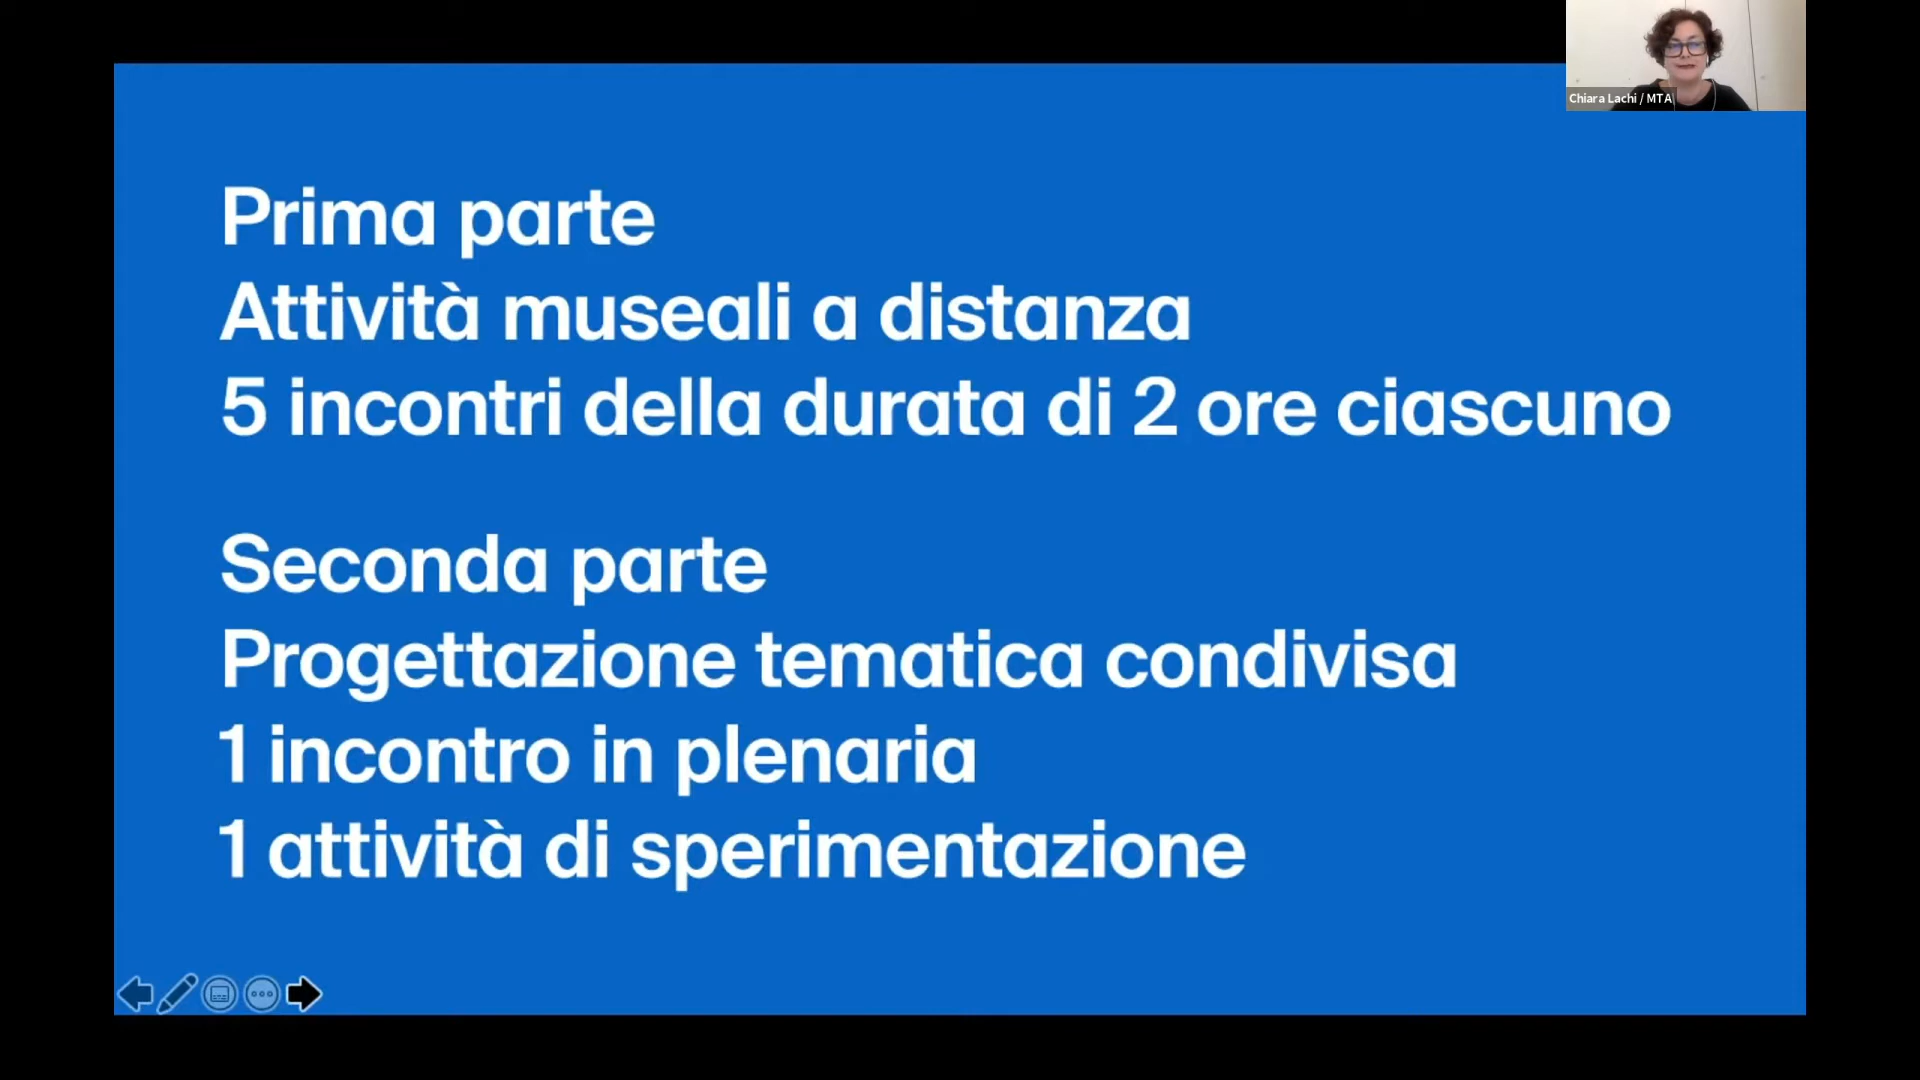 Chiara Lachi / MTA
Prima parte
Attività museali a distanza
5 incontri della durata di 2 ore ciascuno
Seconda parte
Progettazione tematica condivisa
1 incontro in plenaria
1 attività di sperimentazione